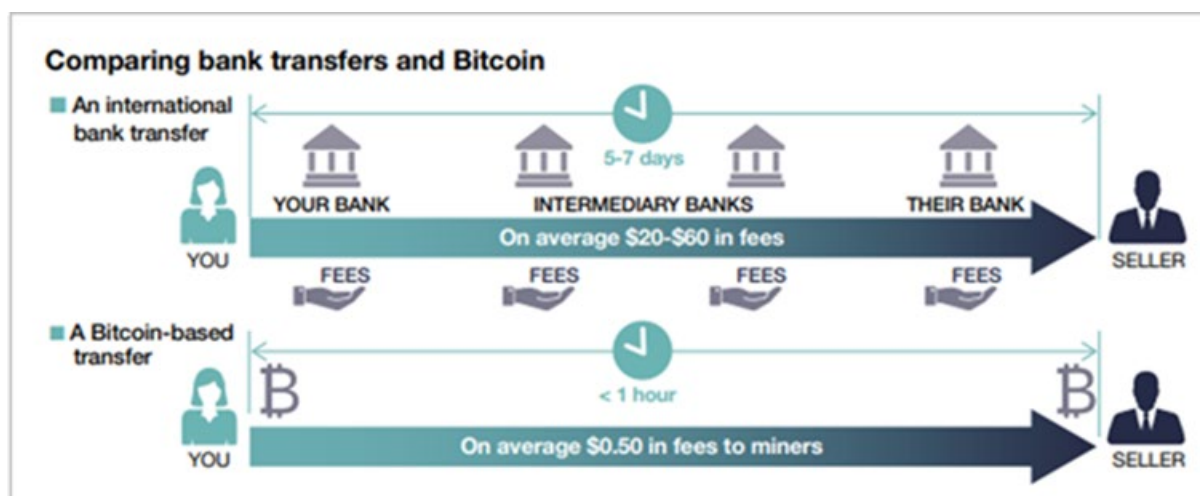 Comparing bank transfers and Bitcoin
An international
bank transfer
5-7 days
YOUR BANK
INTERMEDIARY BANKS
THEIR BANK
On average $20-$60 in fees
YOU
SELLER
FEES
FEES
FEES
FEES
A Bitcoin-based
transfer
< 1 hour
On average $0.50 in fees to miners
YOU
SELLER